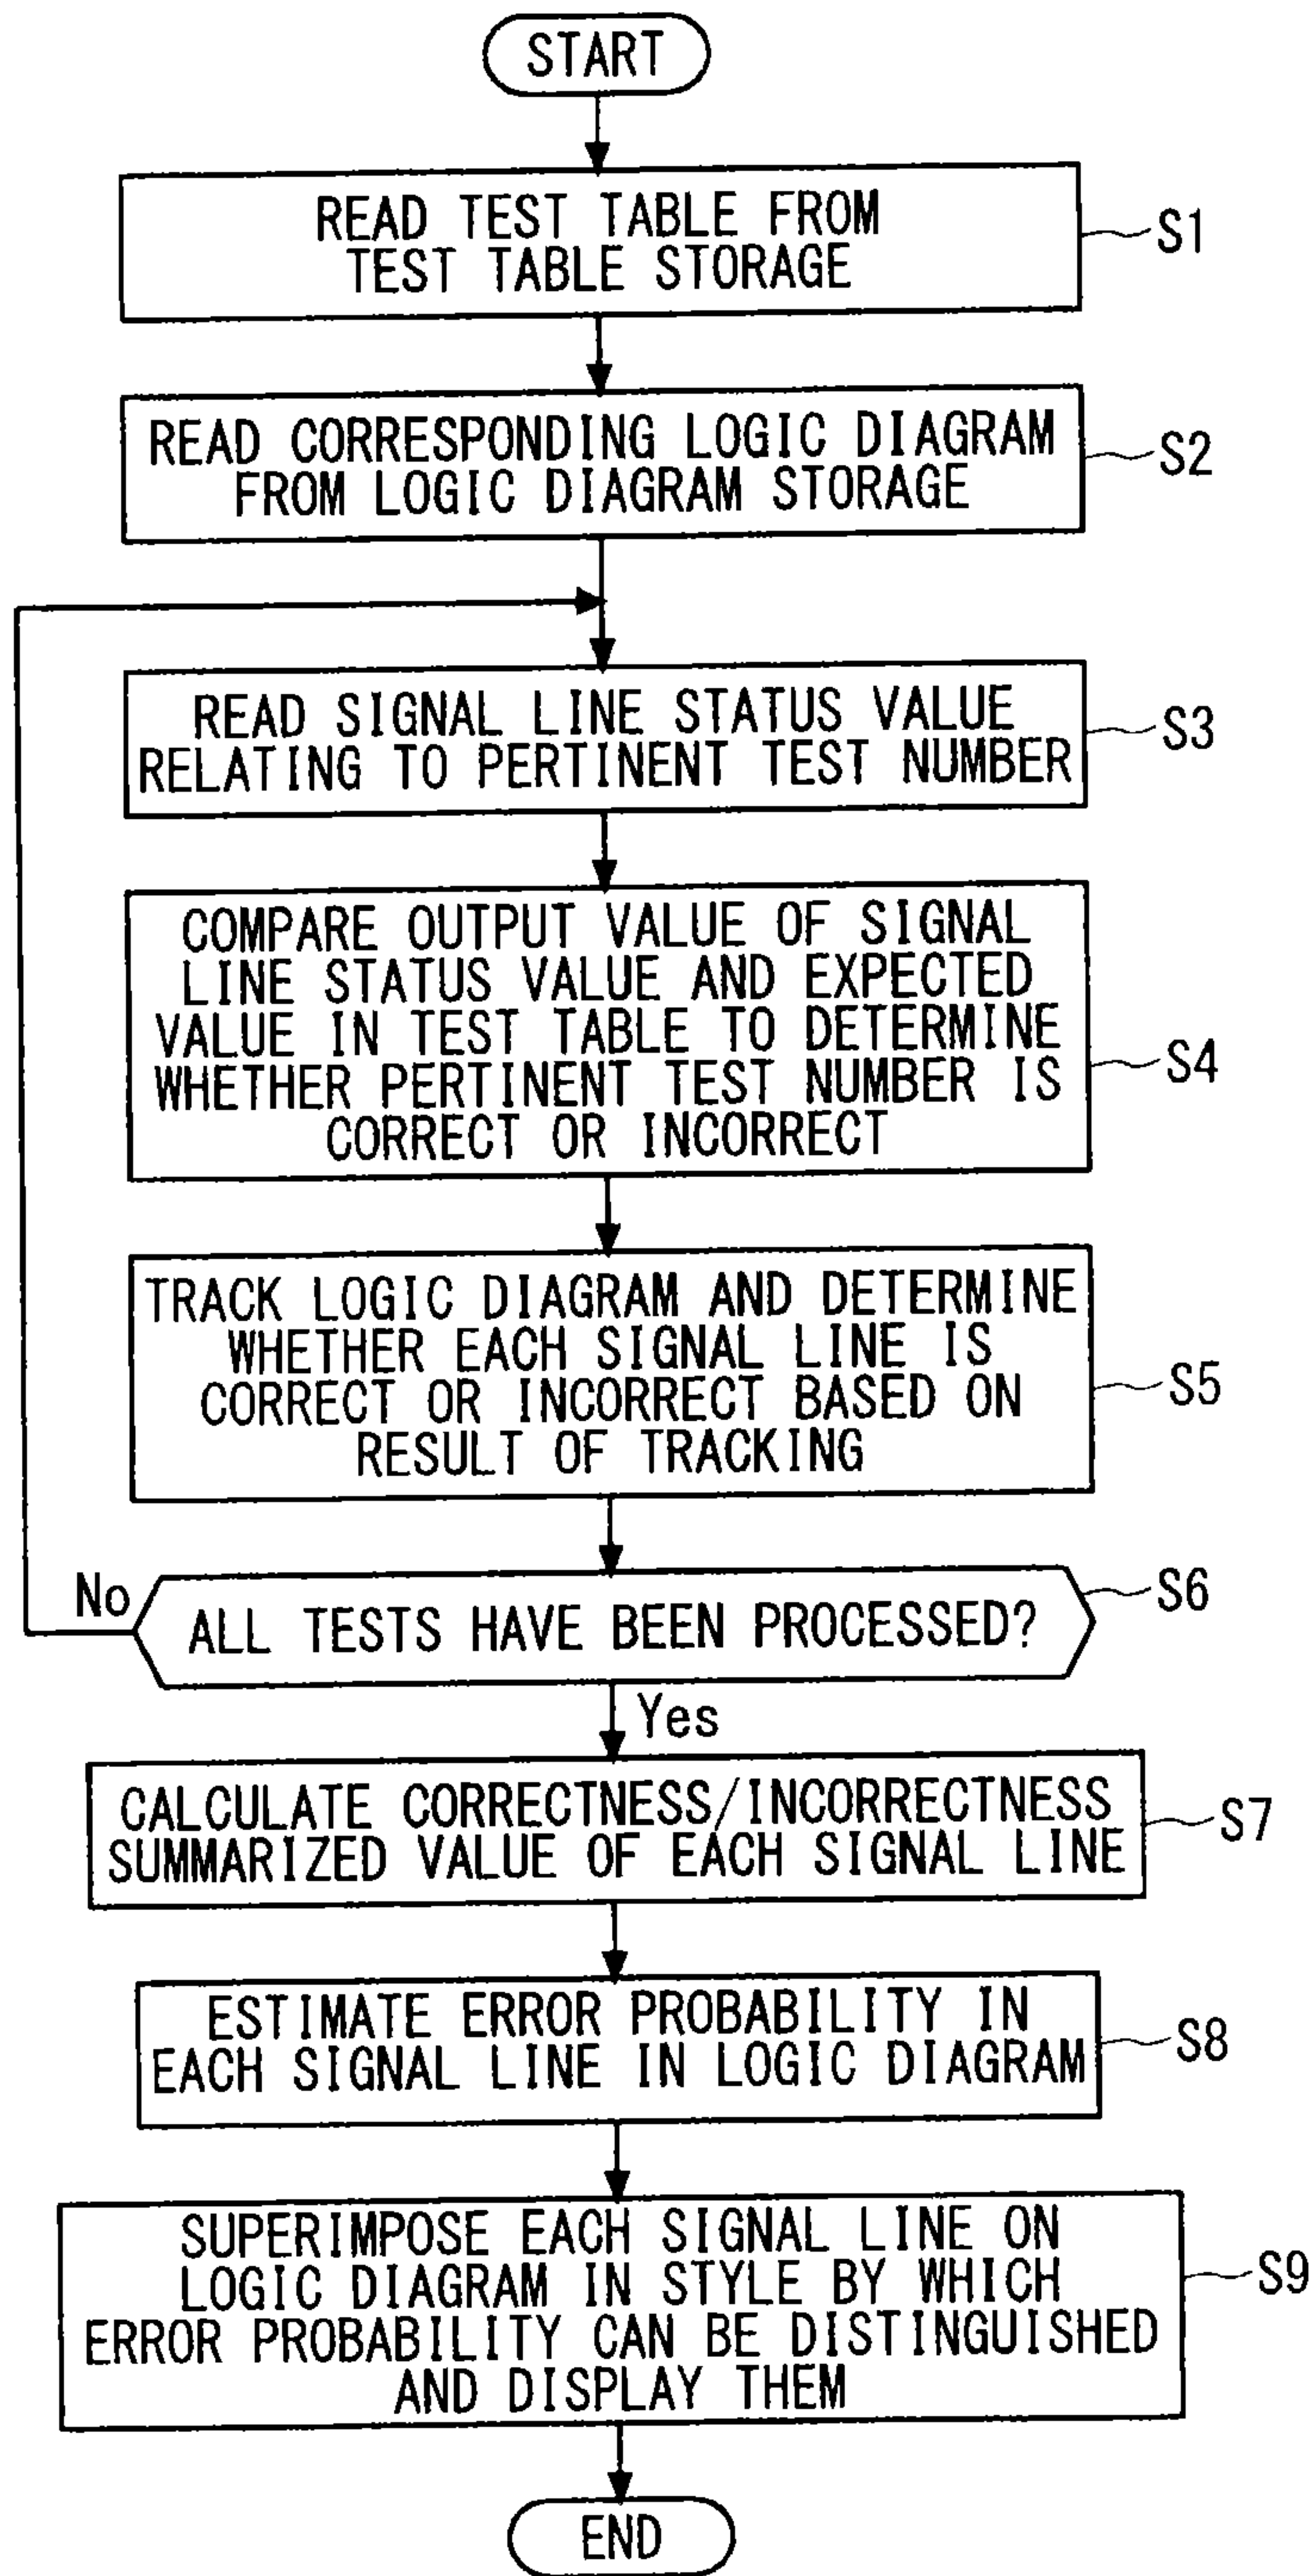 START
READ TEST TABLE FROM
TEST TABLE STORAGE
S1
READ CORRESPONDING LOGIC DIAGRAM
FROM LOGIC DIAGRAM STORAGE
S2
READ SIGNAL LINE STATUS VALUE
RELATING TO PERTINENT TEST NUMBER
S3
COMPARE OUTPUT VALUE OF SIGNAL
LINE STATUS VALUE AND EXPECTED
VALUE IN TEST TABLE TO DETERMINE
WHETHER PERTINENT TEST NUMBER IS
CORRECT OR INCORRECT
S4
TRACK LOGIC DIAGRAM AND DETERMINE
WHETHER EACH SIGNAL LINE IS
CORRECT OR INCORRECT BASED ON
RESULT OF TRACKING
S5
No
ALL TESTS HAVE BEEN PROCESSED?
S6
Yes
CALCULATE CORRECTNESS/INCORRECTNESS
SUMMARIZED VALUE OF EACH SIGNAL LINE
S7
ESTIMATE ERROR PROBABILITY IN
EACH SIGNAL LINE IN LOGIC DIAGRAM
S8
SUPERIMPOSE EACH SIGNAL LINE ON
LOGIC DIAGRAM IN STYLE BY WHICH
ERROR PROBABILITY CAN BE DISTINGUISHED
AND DISPLAY THEM
S9
END